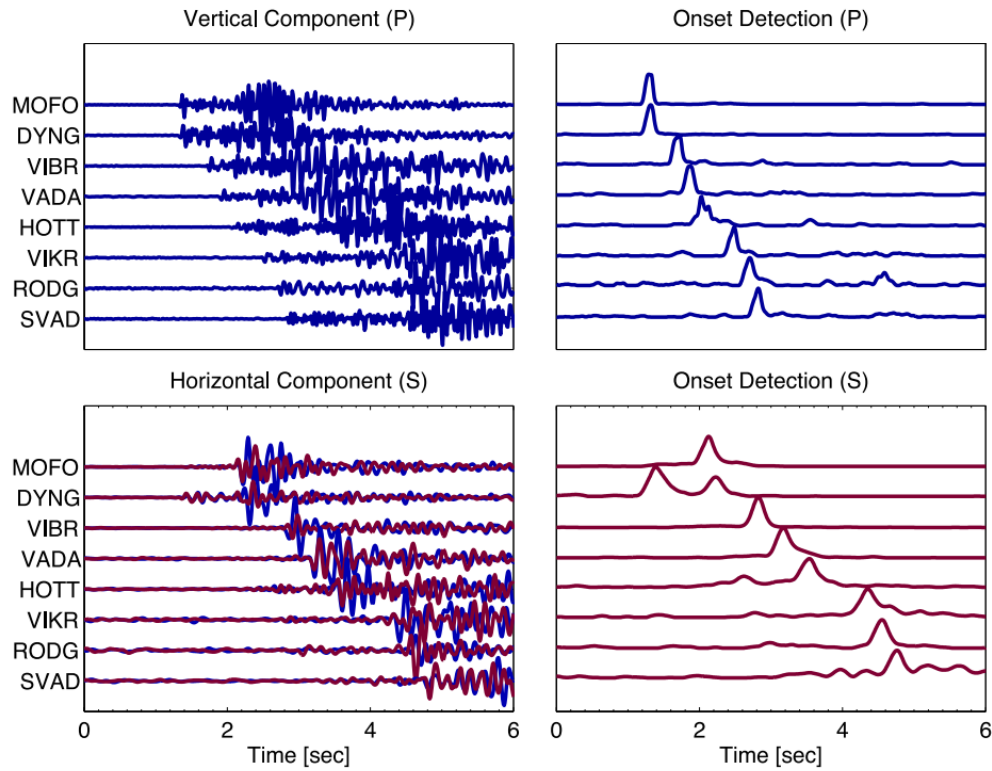 Vertical Component (P)
Onset Detection (P)
MOFO
DYNG
VIBR
VADA
HOTT
VIKR
RODG
SVAD
Horizontal Component (S)
Onset Detection (S)
MOFO
DYNG
VIBR
VADA
HOTT
VIKR
RODG
SVAD
0 2 4 6
0 2 4 6
Time [sec]
Time [sec]